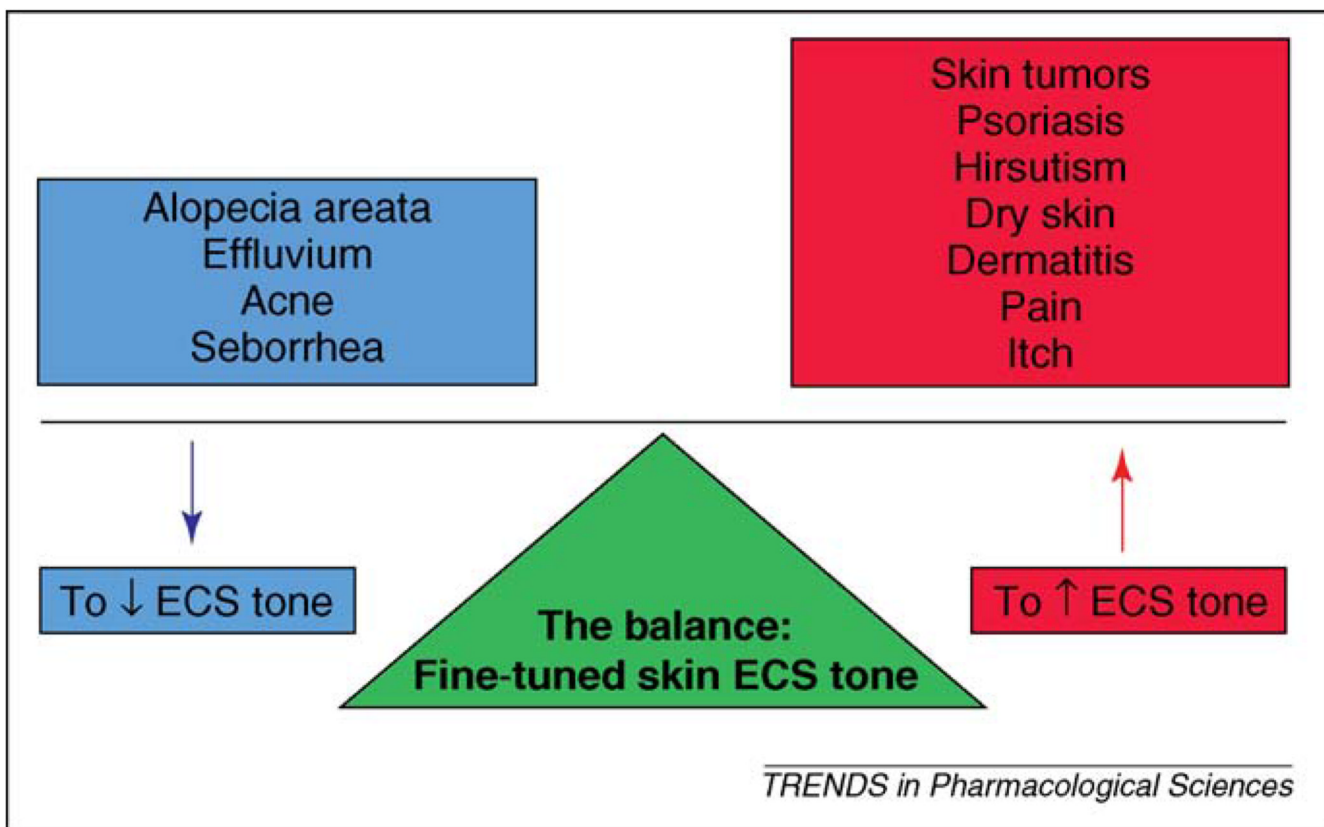 Alopecia areata
Effluvium
Acne
Seborrhea
Skin tumors
Psoriasis
Hirsutism
Dry skin
Dermatitis
Pain
Itch
To ↓ ECS tone
The balance:
Fine-tuned skin ECS tone
To ↑ ECS tone
TRENDS in Pharmacological Sciences